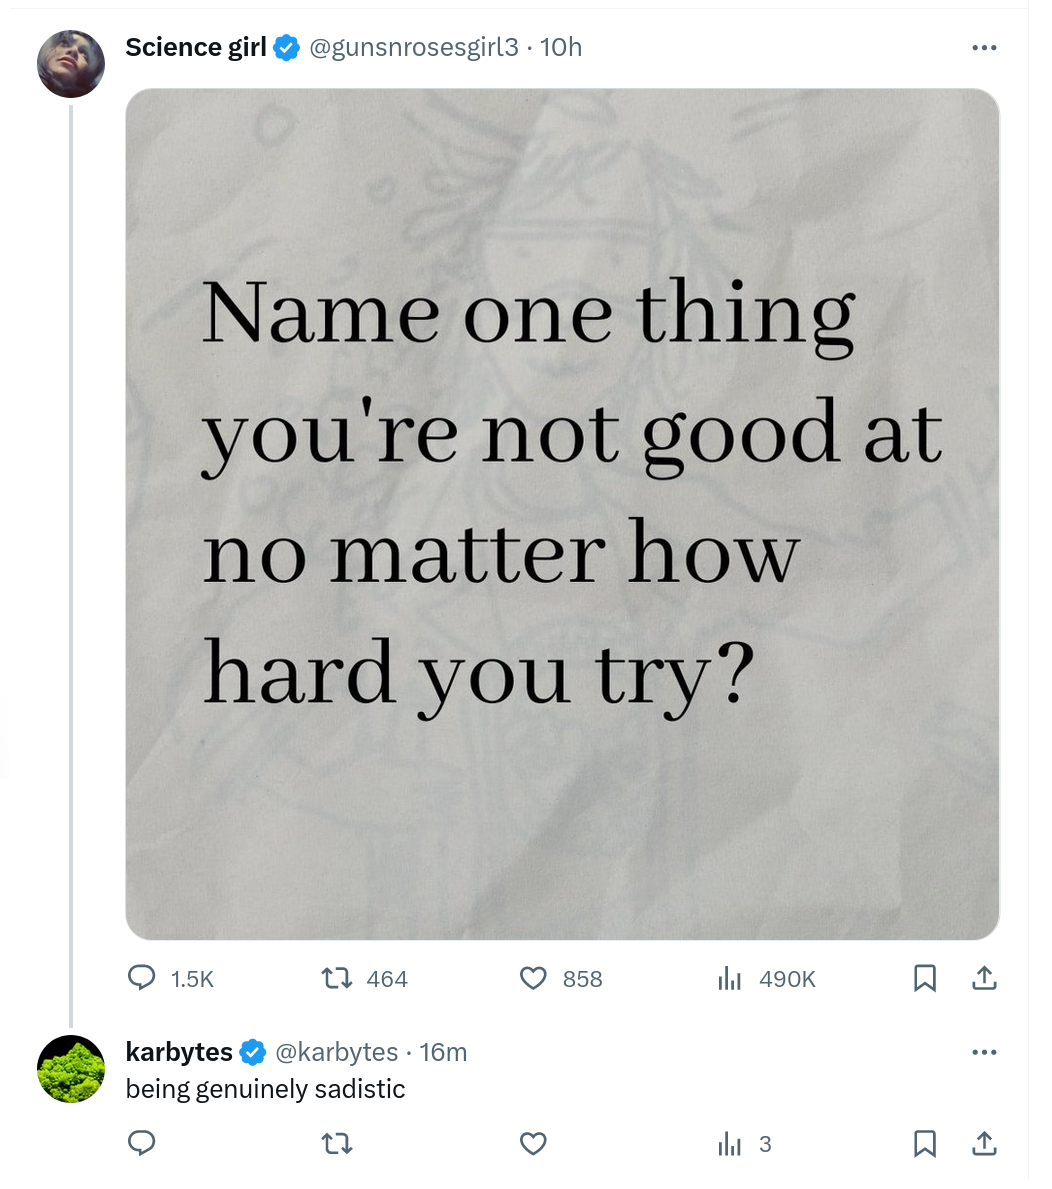 Science girl @gunsnrosesgirl3 · 10h
Name one thing
you're not good at
no matter how
hard you try?
1.5K 464 858 490K
karbytes @karbytes · 16m
being genuinely sadistic
3